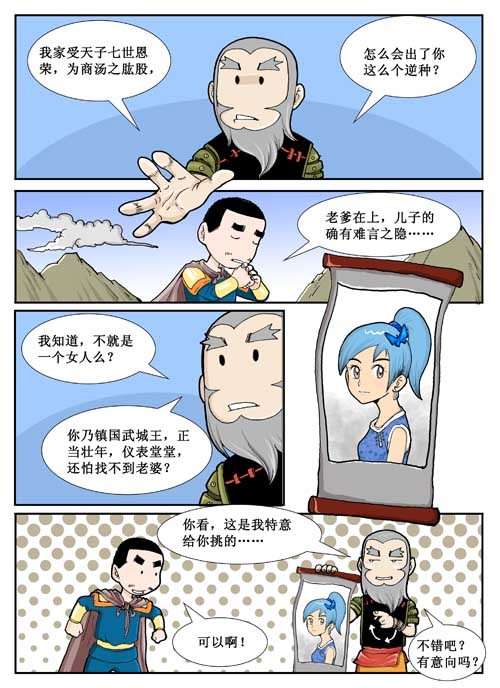 我家受天子七世恩
荣，为商汤之肱股，
怎么会出了你
这么个逆种？
老爹在上，儿子的
确有难言之隐……
我知道，不就是
一个女人么？
你乃镇国武城王，正
当壮年，仪表堂堂，
还怕找不到老婆？
你看，这是我特意
给你挑的……
可以啊！
不错吧？
有意向吗？